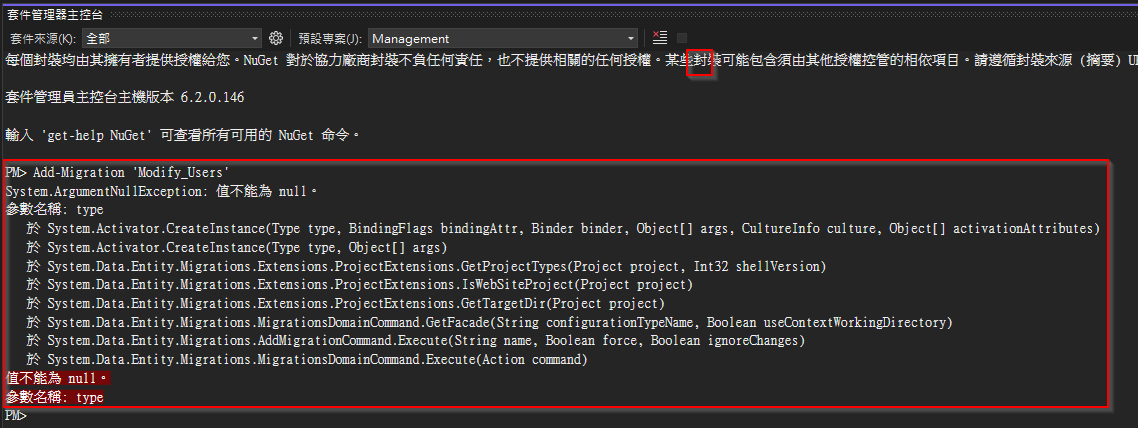 套件管理器主控台
套件來源(K): 全部 預設專案(J): Management
每個封裝均由其擁有者提供授權給您。NuGet 對於協力廠商封裝不負任何責任，也不提供相關的任何授權。某些封裝可能包含須由其他授權控管的相依項目。請遵循封裝來源 (摘要) U
套件管理員主控台主機版本 6.2.0.146
輸入 'get-help NuGet' 可查看所有可用的 NuGet 命令。
PM> Add-Migration 'Modify_Users'
System.ArgumentNullException: 值不能為 null。
參數名稱: type
於 System.Activator.CreateInstance(Type type, BindingFlags bindingAttr, Binder binder, Object[] args, CultureInfo culture, Object[] activationAttributes)
於 System.Activator.CreateInstance(Type type, Object[] args)
於 System.Data.Entity.Migrations.Extensions.ProjectExtensions.GetProjectTypes(Project project, Int32 shellVersion)
於 System.Data.Entity.Migrations.Extensions.ProjectExtensions.IsWebSiteProject(Project project)
於 System.Data.Entity.Migrations.Extensions.ProjectExtensions.GetTargetDir(Project project)
於 System.Data.Entity.Migrations.MigrationsDomainCommand.GetFacade(String configurationTypeName, Boolean useContextWorkingDirectory)
於 System.Data.Entity.Migrations.AddMigrationCommand.Execute(String name, Boolean force, Boolean ignoreChanges)
於 System.Data.Entity.Migrations.MigrationsDomainCommand.Execute(Action command)
值不能為 null。
參數名稱: type
PM>